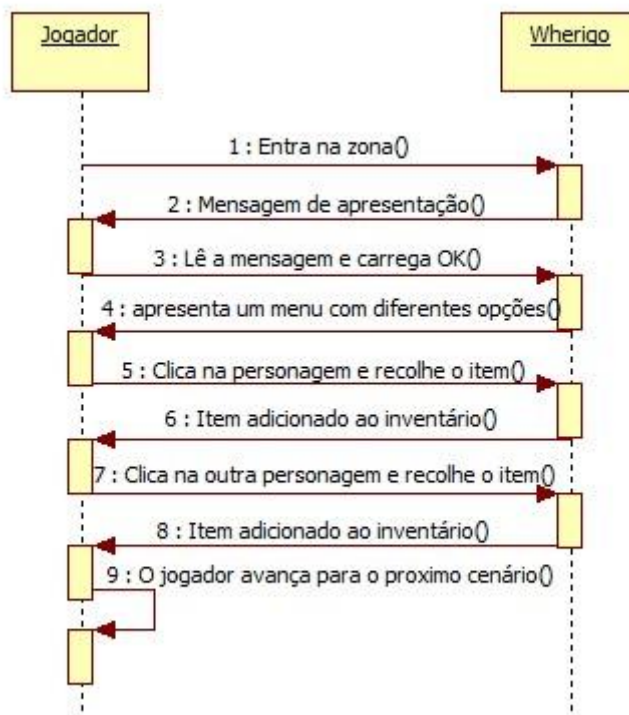 Jogador
Wherigo
1 : Entra na zona()
2 : Mensagem de apresentação()
3 : Lê a mensagem e carrega OK()
4 : apresenta um menu com diferentes opções()
5 : Clica na personagem e recolhe o item()
6 : Item adicionado ao inventário()
7 : Clica na outra personagem e recolhe o item()
8 : Item adicionado ao inventário()
9 : O jogador avança para o proximo cenário()